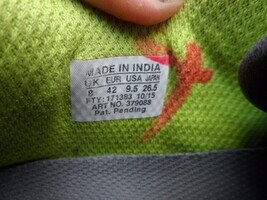 MADE IN INDIA
UK EUR USA JAPAN
8 42 9.5 26.5
FTY: 171383 10/15
ART NO. 379088
Pat. Pending